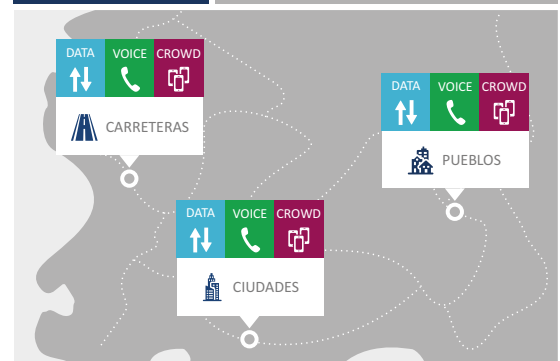 DATA VOICE CROWD
CARRETERAS
DATA VOICE CROWD
PUEBLOS
DATA VOICE CROWD
CIUDADES